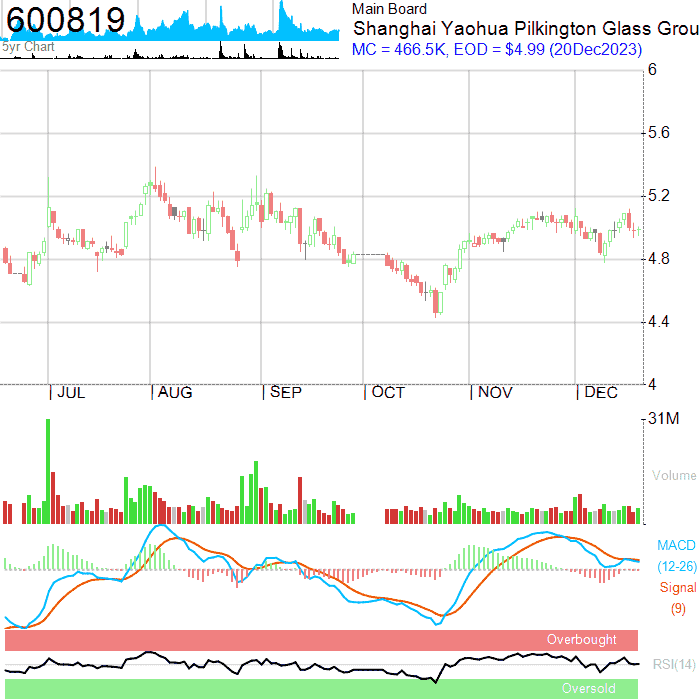 600819
5yr Chart
Main Board
Shanghai Yaohua Pilkington Glass Grou
MC = 466.5K, EOD = $4.99 (20Dec2023)
6
5.6
5.2
4.8
4.4
4
JUL
AUG
SEP
OCT
NOV
DEC
31M
Volume
MACD
(12-26)
Signal
(9)
Overbought
RSI(14)
Oversold